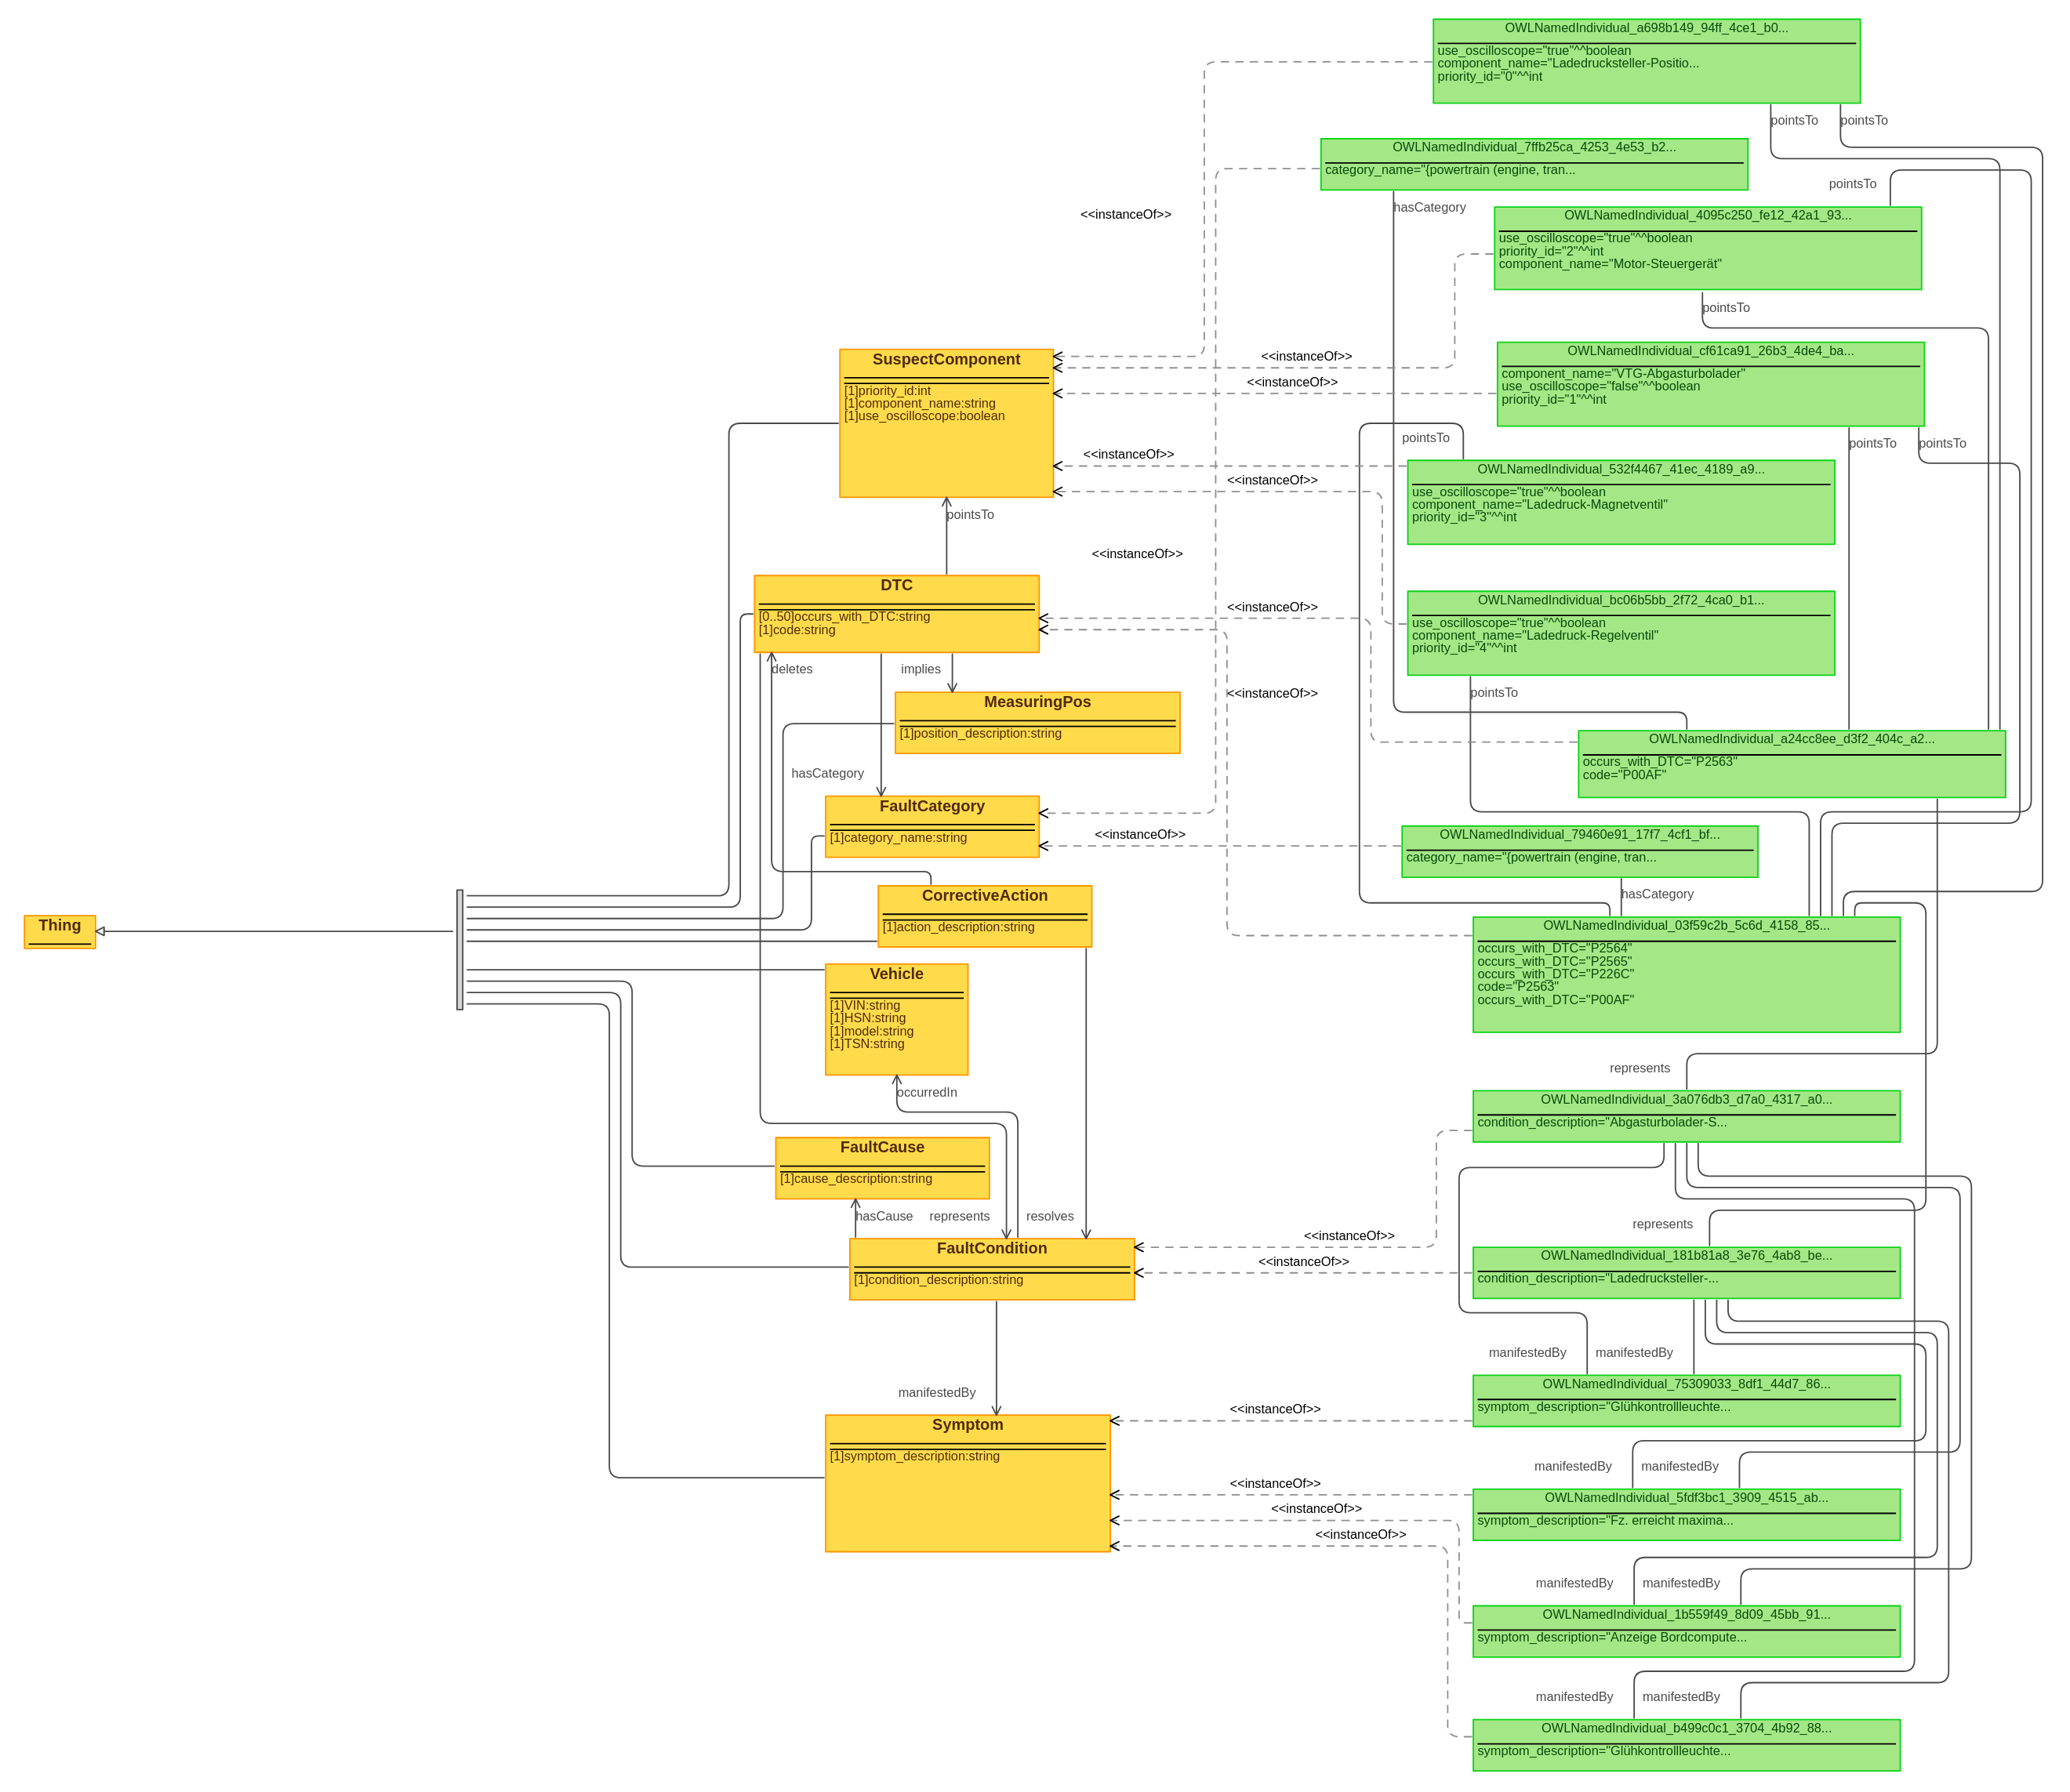 OWLNamedIndividual_a698b149_94ff_4ce1_b0...
use_oscilloscope="true"^^boolean
component_name="Ladedrucksteller-Positio...
priority_id="0"^^int
pointsTo
pointsTo
OWLNamedIndividual_7ffb25ca_4253_4e53_b2...
category_name="{powertrain (engine, tran...
hasCategory
pointsTo
<<instanceOf>>
OWLNamedIndividual_4095c250_fe12_42a1_93...
use_oscilloscope="true"^^boolean
priority_id="2"^^int
component_name="Motor-Steuergerät"
pointsTo
<<instanceOf>>
OWLNamedIndividual_cf61ca91_26b3_4de4_ba...
component_name="VTG-Abgasturbolader"
use_oscilloscope="false"^^boolean
priority_id="1"^^int
<<instanceOf>>
SuspectComponent
[1]priority_id:int
[1]component_name:string
[1]use_oscilloscope:boolean
pointsTo
pointsTo
pointsTo
<<instanceOf>>
OWLNamedIndividual_532f4467_41ec_4189_a9...
use_oscilloscope="true"^^boolean
component_name="Ladedruck-Magnetventil"
priority_id="3"^^int
<<instanceOf>>
pointsTo
<<instanceOf>>
DTC
[0..50]occurs_with_DTC:string
[1]code:string
<<instanceOf>>
OWLNamedIndividual_bc06b5bb_2f72_4ca0_b1...
use_oscilloscope="true"^^boolean
component_name="Ladedruck-Regelventil"
priority_id="4"^^int
deletes
implies
<<instanceOf>>
pointsTo
MeasuringPos
[1]position_description:string
OWLNamedIndividual_a24cc8ee_d3f2_404c_a2...
occurs_with_DTC="P2563"
code="P00AF"
hasCategory
FaultCategory
[1]category_name:string
<<instanceOf>>
OWLNamedIndividual_79460e91_17f7_4cf1_bf...
category_name="{powertrain (engine, tran...
hasCategory
CorrectiveAction
[1]action_description:string
Thing
OWLNamedIndividual_03f59c2b_5c6d_4158_85...
occurs_with_DTC="P2564"
occurs_with_DTC="P2565"
occurs_with_DTC="P226C"
code="P2563"
occurs_with_DTC="P00AF"
Vehicle
[1]VIN:string
[1]HSN:string
[1]model:string
[1]TSN:string
occurredIn
represents
OWLNamedIndividual_3a076db3_d7a0_4317_a0...
condition_description="Abgasturbolader-S...
FaultCause
[1]cause_description:string
hasCause
represents
resolves
<<instanceOf>>
represents
FaultCondition
[1]condition_description:string
<<instanceOf>>
OWLNamedIndividual_181b81a8_3e76_4ab8_be...
condition_description="Ladedrucksteller-...
manifestedBy
manifestedBy
manifestedBy
OWLNamedIndividual_75309033_8df1_44d7_86...
symptom_description="Glühkontrollleuchte...
<<instanceOf>>
Symptom
[1]symptom_description:string
manifestedBy
manifestedBy
<<instanceOf>>
OWLNamedIndividual_5fdf3bc1_3909_4515_ab...
symptom_description="Fz. erreicht maxima...
<<instanceOf>>
<<instanceOf>>
manifestedBy
manifestedBy
OWLNamedIndividual_1b559f49_8d09_45bb_91...
symptom_description="Anzeige Bordcompute...
manifestedBy
manifestedBy
OWLNamedIndividual_b499c0c1_3704_4b92_88...
symptom_description="Glühkontrollleuchte...